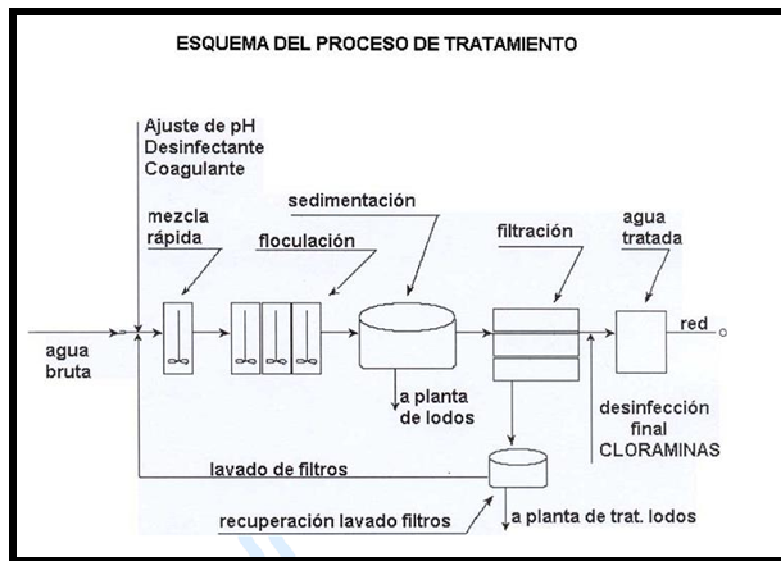 ESQUEMA DEL PROCESO DE TRATAMIENTO
Ajuste de pH
Desinfectante
Coagulante
mezcla
rápida
floculación
sedimentación
filtración
agua
tratada
agua
bruta
red
a planta
de lodos
desinfección
final
CLORAMINAS
lavado de filtros
recuperación lavado filtros
a planta de trat. lodos